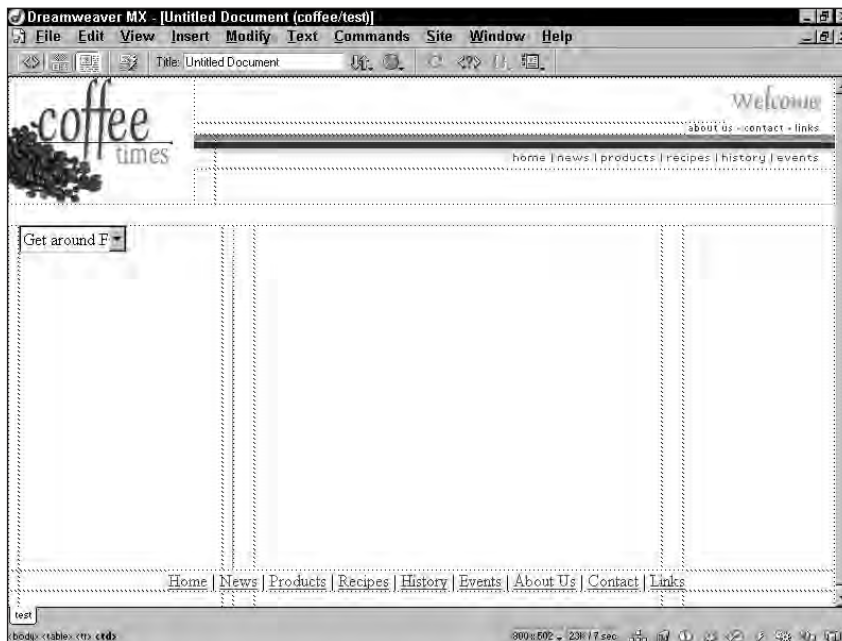 Dreamweaver MX - [Untitled Document (coffee/test)]
File Edit View Insert Modify Text Commands Site Window Help
Title: Untitled Document
Welcome
coffee
times
about us - contact - links
home | news | products | recipes | history | events
Get around F
Home | News | Products | Recipes | History | Events | About Us | Contact | Links
test
<body> <table> <tr> <td>